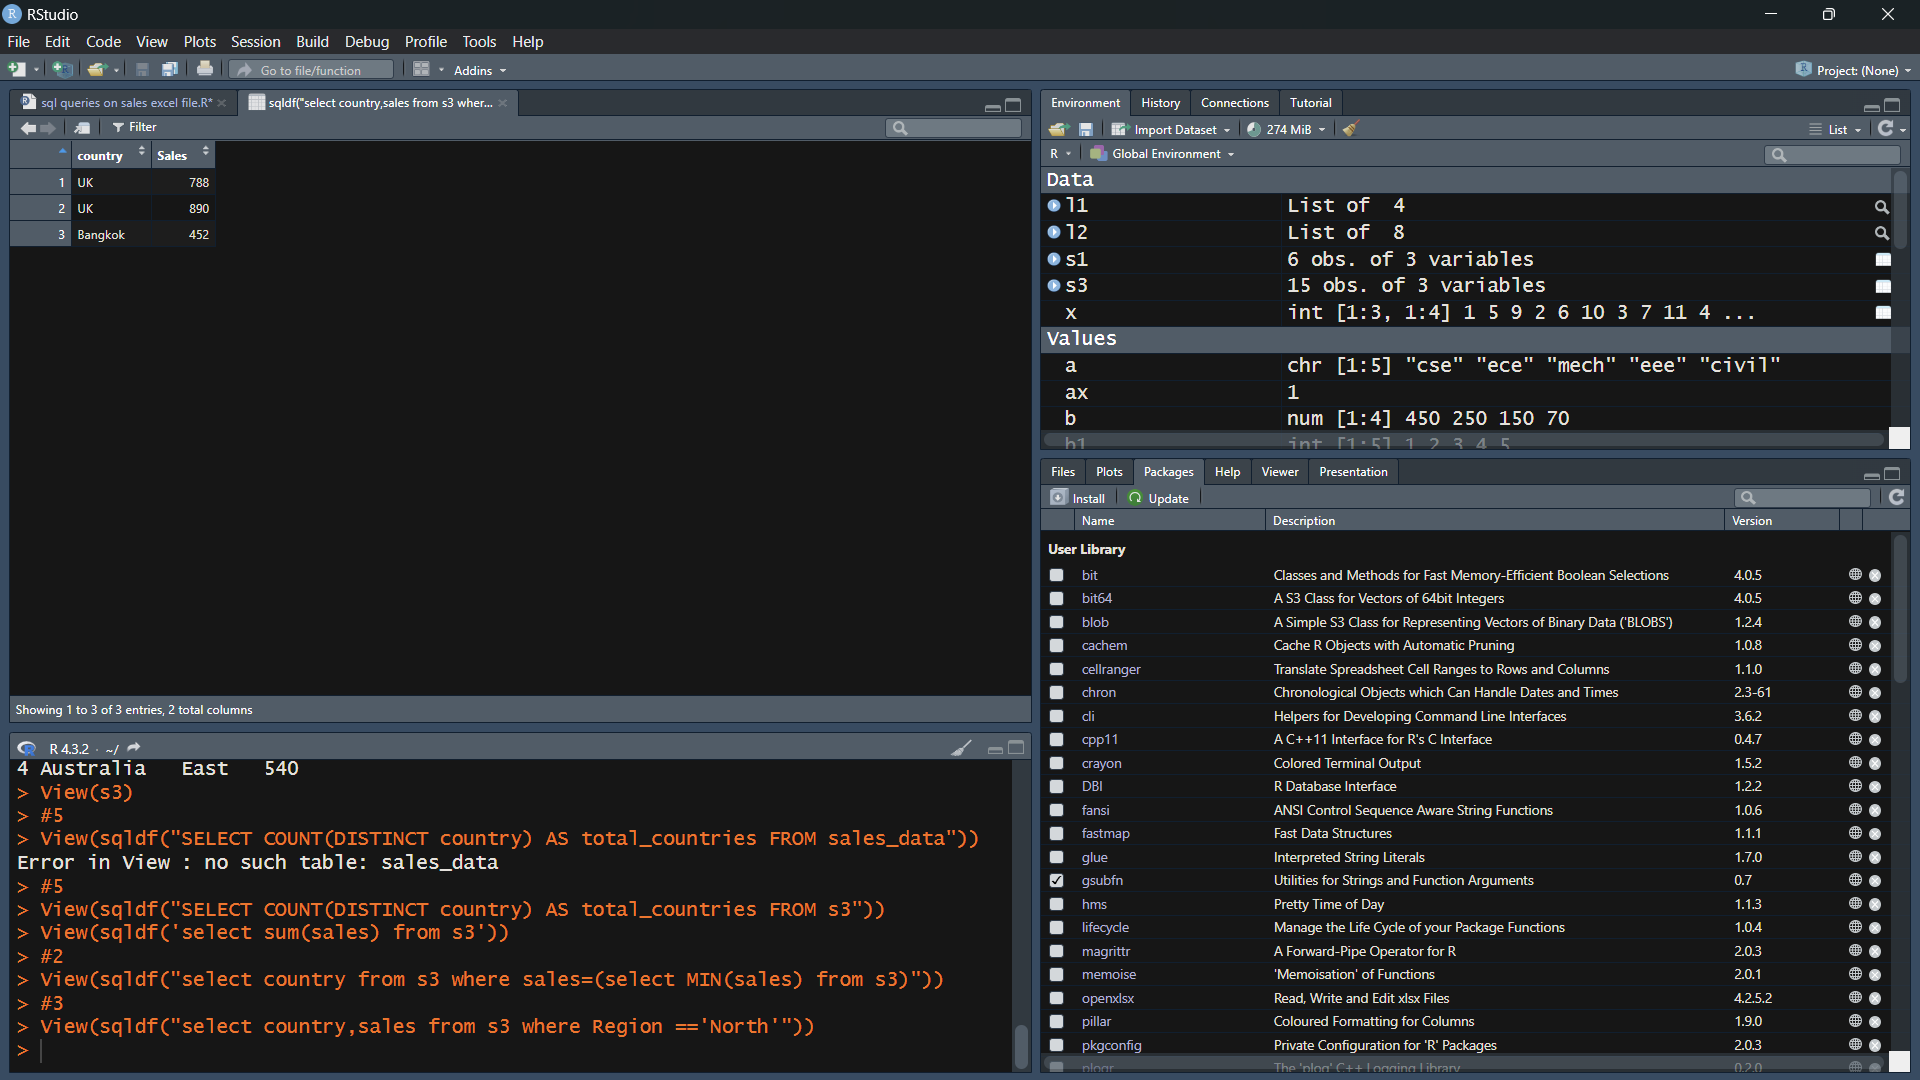 RStudio
File Edit Code View Plots Session Build Debug Profile Tools Help
Go to file/function
Addins
Project: (None)
sql queries on sales excel file.R*
sqldf("select country,sales from s3 wher...
Filter
country Sales
1 UK 788
2 UK 890
3 Bangkok 452
Showing 1 to 3 of 3 entries, 2 total columns
R 4.3.2 · ~/
4 Australia East 540
> View(s3)
> #5
> View(sqldf("SELECT COUNT(DISTINCT country) AS total_countries FROM sales_data"))
Error in View : no such table: sales_data
> #5
> View(sqldf("SELECT COUNT(DISTINCT country) AS total_countries FROM s3"))
> View(sqldf('select sum(sales) from s3'))
> #2
> View(sqldf("select country from s3 where sales=(select MIN(sales) from s3)"))
> #3
> View(sqldf("select country,sales from s3 where Region =='North'"))
>
Environment History Connections Tutorial
Import Dataset 274 MiB List
R Global Environment
Data
l1 List of 4
l2 List of 8
s1 6 obs. of 3 variables
s3 15 obs. of 3 variables
x int [1:3, 1:4] 1 5 9 2 6 10 3 7 11 4 ...
Values
a chr [1:5] "cse" "ece" "mech" "eee" "civil"
ax 1
b num [1:4] 450 250 150 70
b1 int [1:5] 1 2 3 4 5
Files Plots Packages Help Viewer Presentation
Install Update
Name Description Version
User Library
bit Classes and Methods for Fast Memory-Efficient Boolean Selections 4.0.5
bit64 A S3 Class for Vectors of 64bit Integers 4.0.5
blob A Simple S3 Class for Representing Vectors of Binary Data ('BLOBS') 1.2.4
cachem Cache R Objects with Automatic Pruning 1.0.8
cellranger Translate Spreadsheet Cell Ranges to Rows and Columns 1.1.0
chron Chronological Objects which Can Handle Dates and Times 2.3-61
cli Helpers for Developing Command Line Interfaces 3.6.2
cpp11 A C++11 Interface for R's C Interface 0.4.7
crayon Colored Terminal Output 1.5.2
DBI R Database Interface 1.2.2
fansi ANSI Control Sequence Aware String Functions 1.0.6
fastmap Fast Data Structures 1.1.1
glue Interpreted String Literals 1.7.0
gsubfn Utilities for Strings and Function Arguments 0.7
hms Pretty Time of Day 1.1.3
lifecycle Manage the Life Cycle of your Package Functions 1.0.4
magrittr A Forward-Pipe Operator for R 2.0.3
memoise 'Memoisation' of Functions 2.0.1
openxlsx Read, Write and Edit xlsx Files 4.2.5.2
pillar Coloured Formatting for Columns 1.9.0
pkgconfig Private Configuration for 'R' Packages 2.0.3
plogr The 'plog' C++ Logging Library 0.2.0